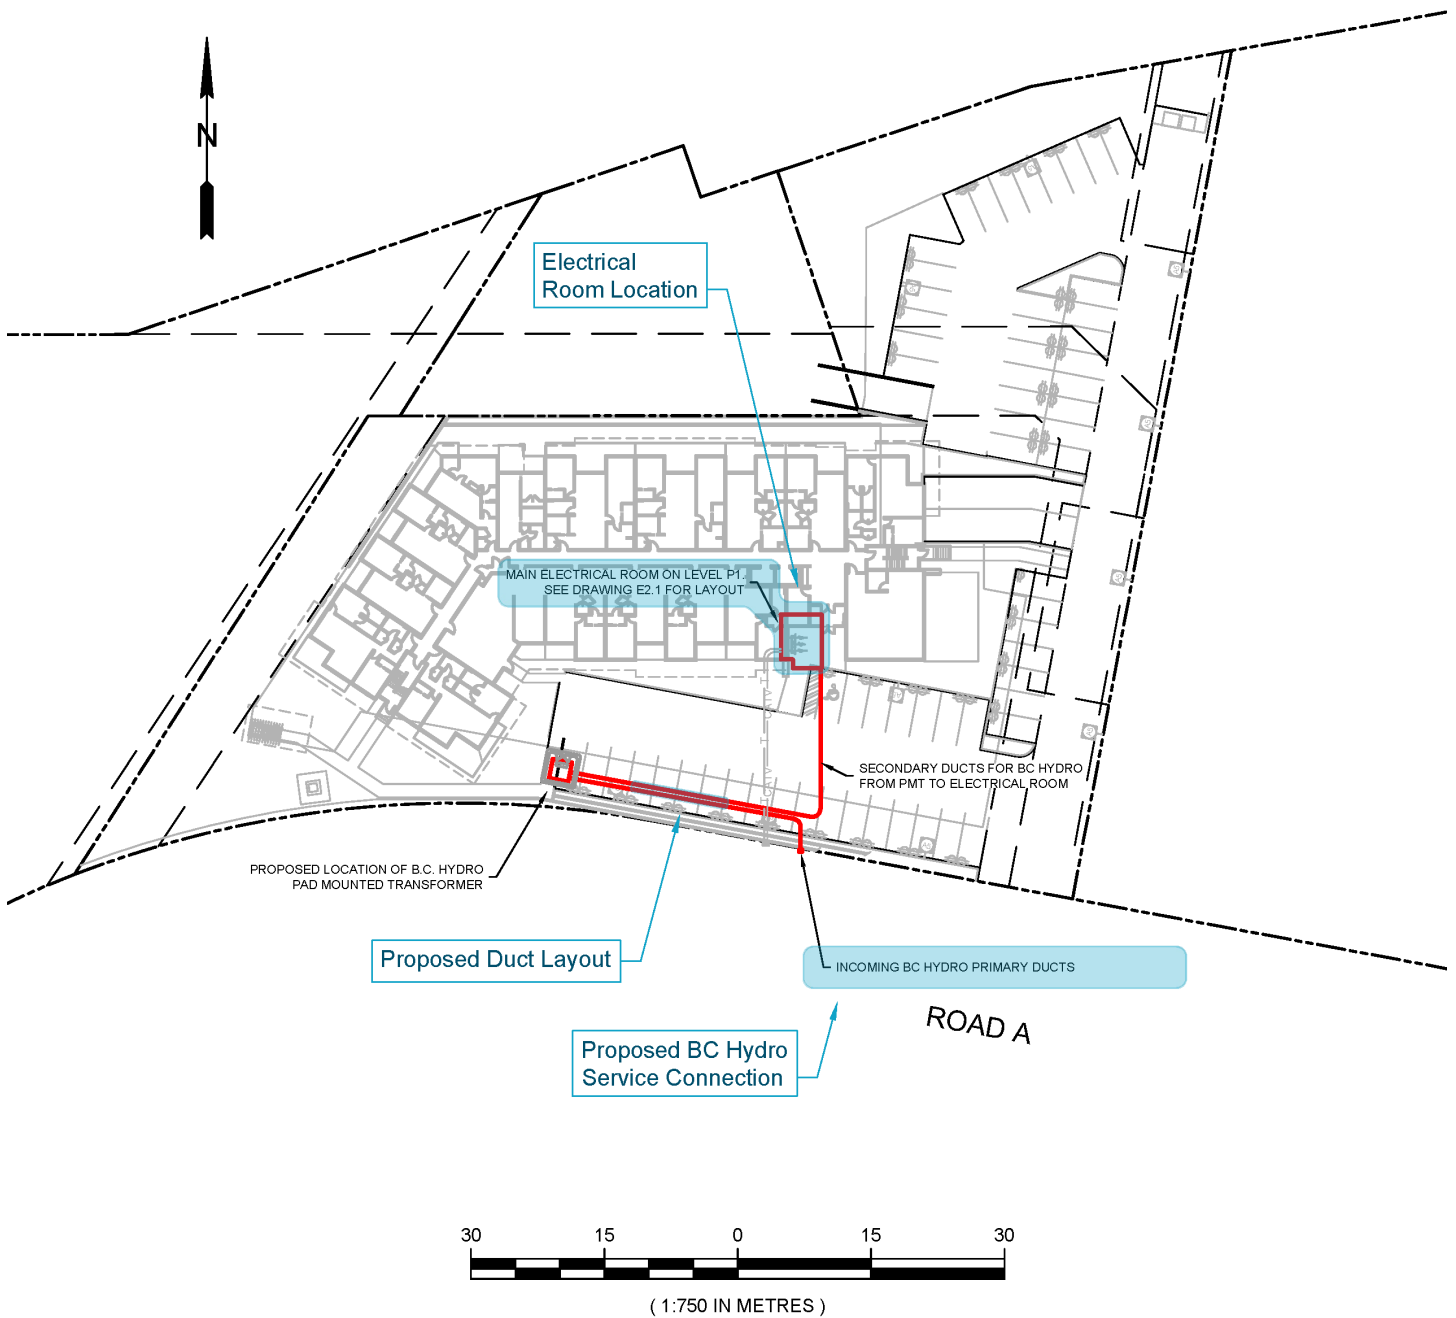 N
Electrical
Room Location
MAIN ELECTRICAL ROOM ON LEVEL P1.
SEE DRAWING E2.1 FOR LAYOUT
SECONDARY DUCTS FOR BC HYDRO
FROM PMT TO ELECTRICAL ROOM
PROPOSED LOCATION OF B.C. HYDRO
PAD MOUNTED TRANSFORMER
Proposed Duct Layout
INCOMING BC HYDRO PRIMARY DUCTS
ROAD A
Proposed BC Hydro
Service Connection
30 15 0 15 30
( 1:750 IN METRES )